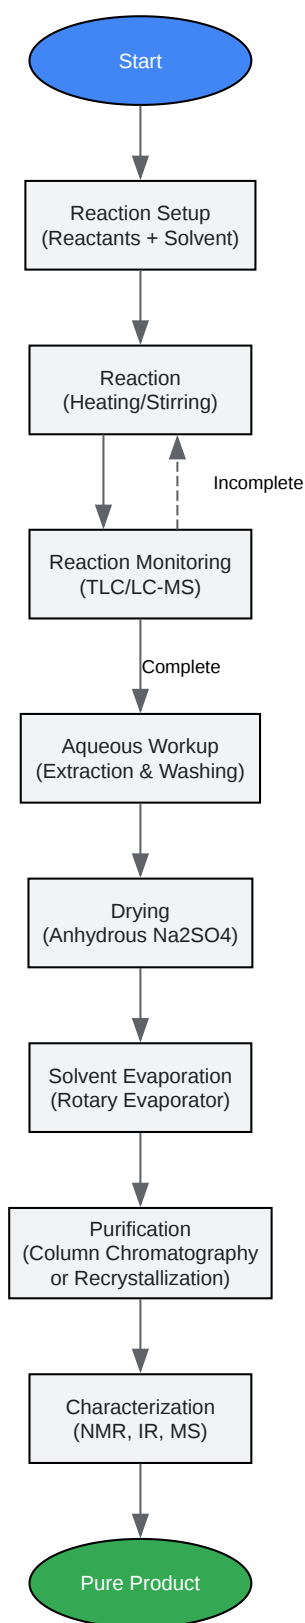 Start
Reaction Setup
(Reactants + Solvent)
Reaction
(Heating/Stirring)
Incomplete
Reaction Monitoring
(TLC/LC-MS)
Complete
Aqueous Workup
(Extraction & Washing)
Drying
(Anhydrous Na2SO4)
Solvent Evaporation
(Rotary Evaporator)
Purification
(Column Chromatography
or Recrystallization)
Characterization
(NMR, IR, MS)
Pure Product